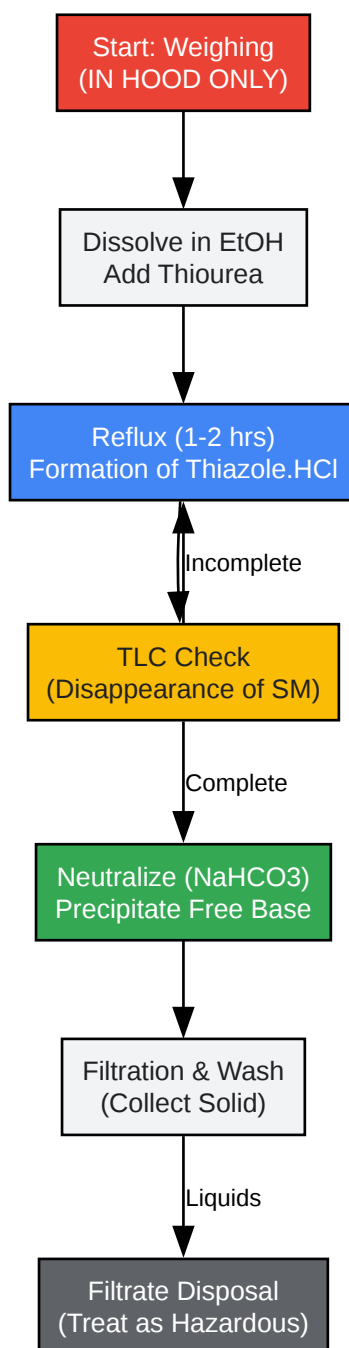 Start: Weighing
(IN HOOD ONLY)
Dissolve in EtOH
Add Thiourea
Reflux (1-2 hrs)
Formation of Thiazole.HCl
Incomplete
TLC Check
(Disappearance of SM)
Complete
Neutralize (NaHCO3)
Precipitate Free Base
Filtration & Wash
(Collect Solid)
Liquids
Filtrate Disposal
(Treat as Hazardous)